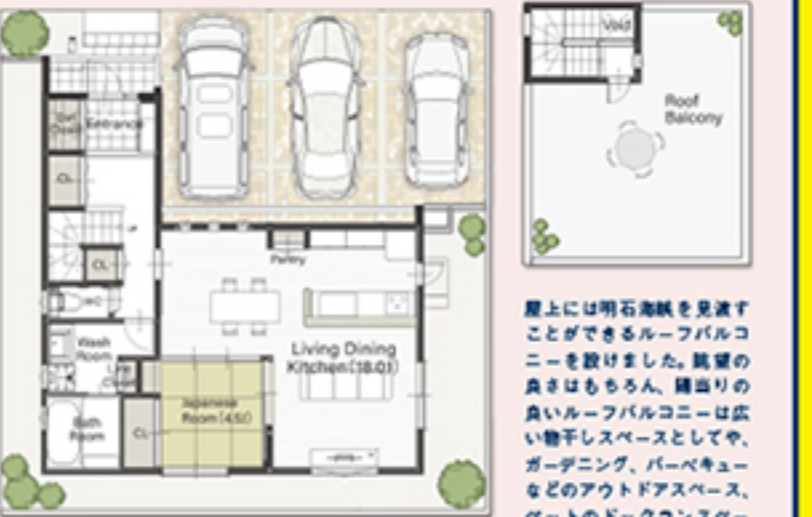 Void
Roof
Balcony
Entrance
CL
CL
Pantry
WC
Wash
Room
Living Dining
Kitchen(18.0J)
Japanese
Room(4.5J)
Bath
Room
CL
屋上には明石海峡を見渡す
ことができるルーフバルコ
ニーを設けました。眺望の
良さはもちろん、陽当りの
良いルーフバルコニーは広
い物干しスペースとしてや、
ガーデニング、バーベキュー
などのアウトドアスペース、